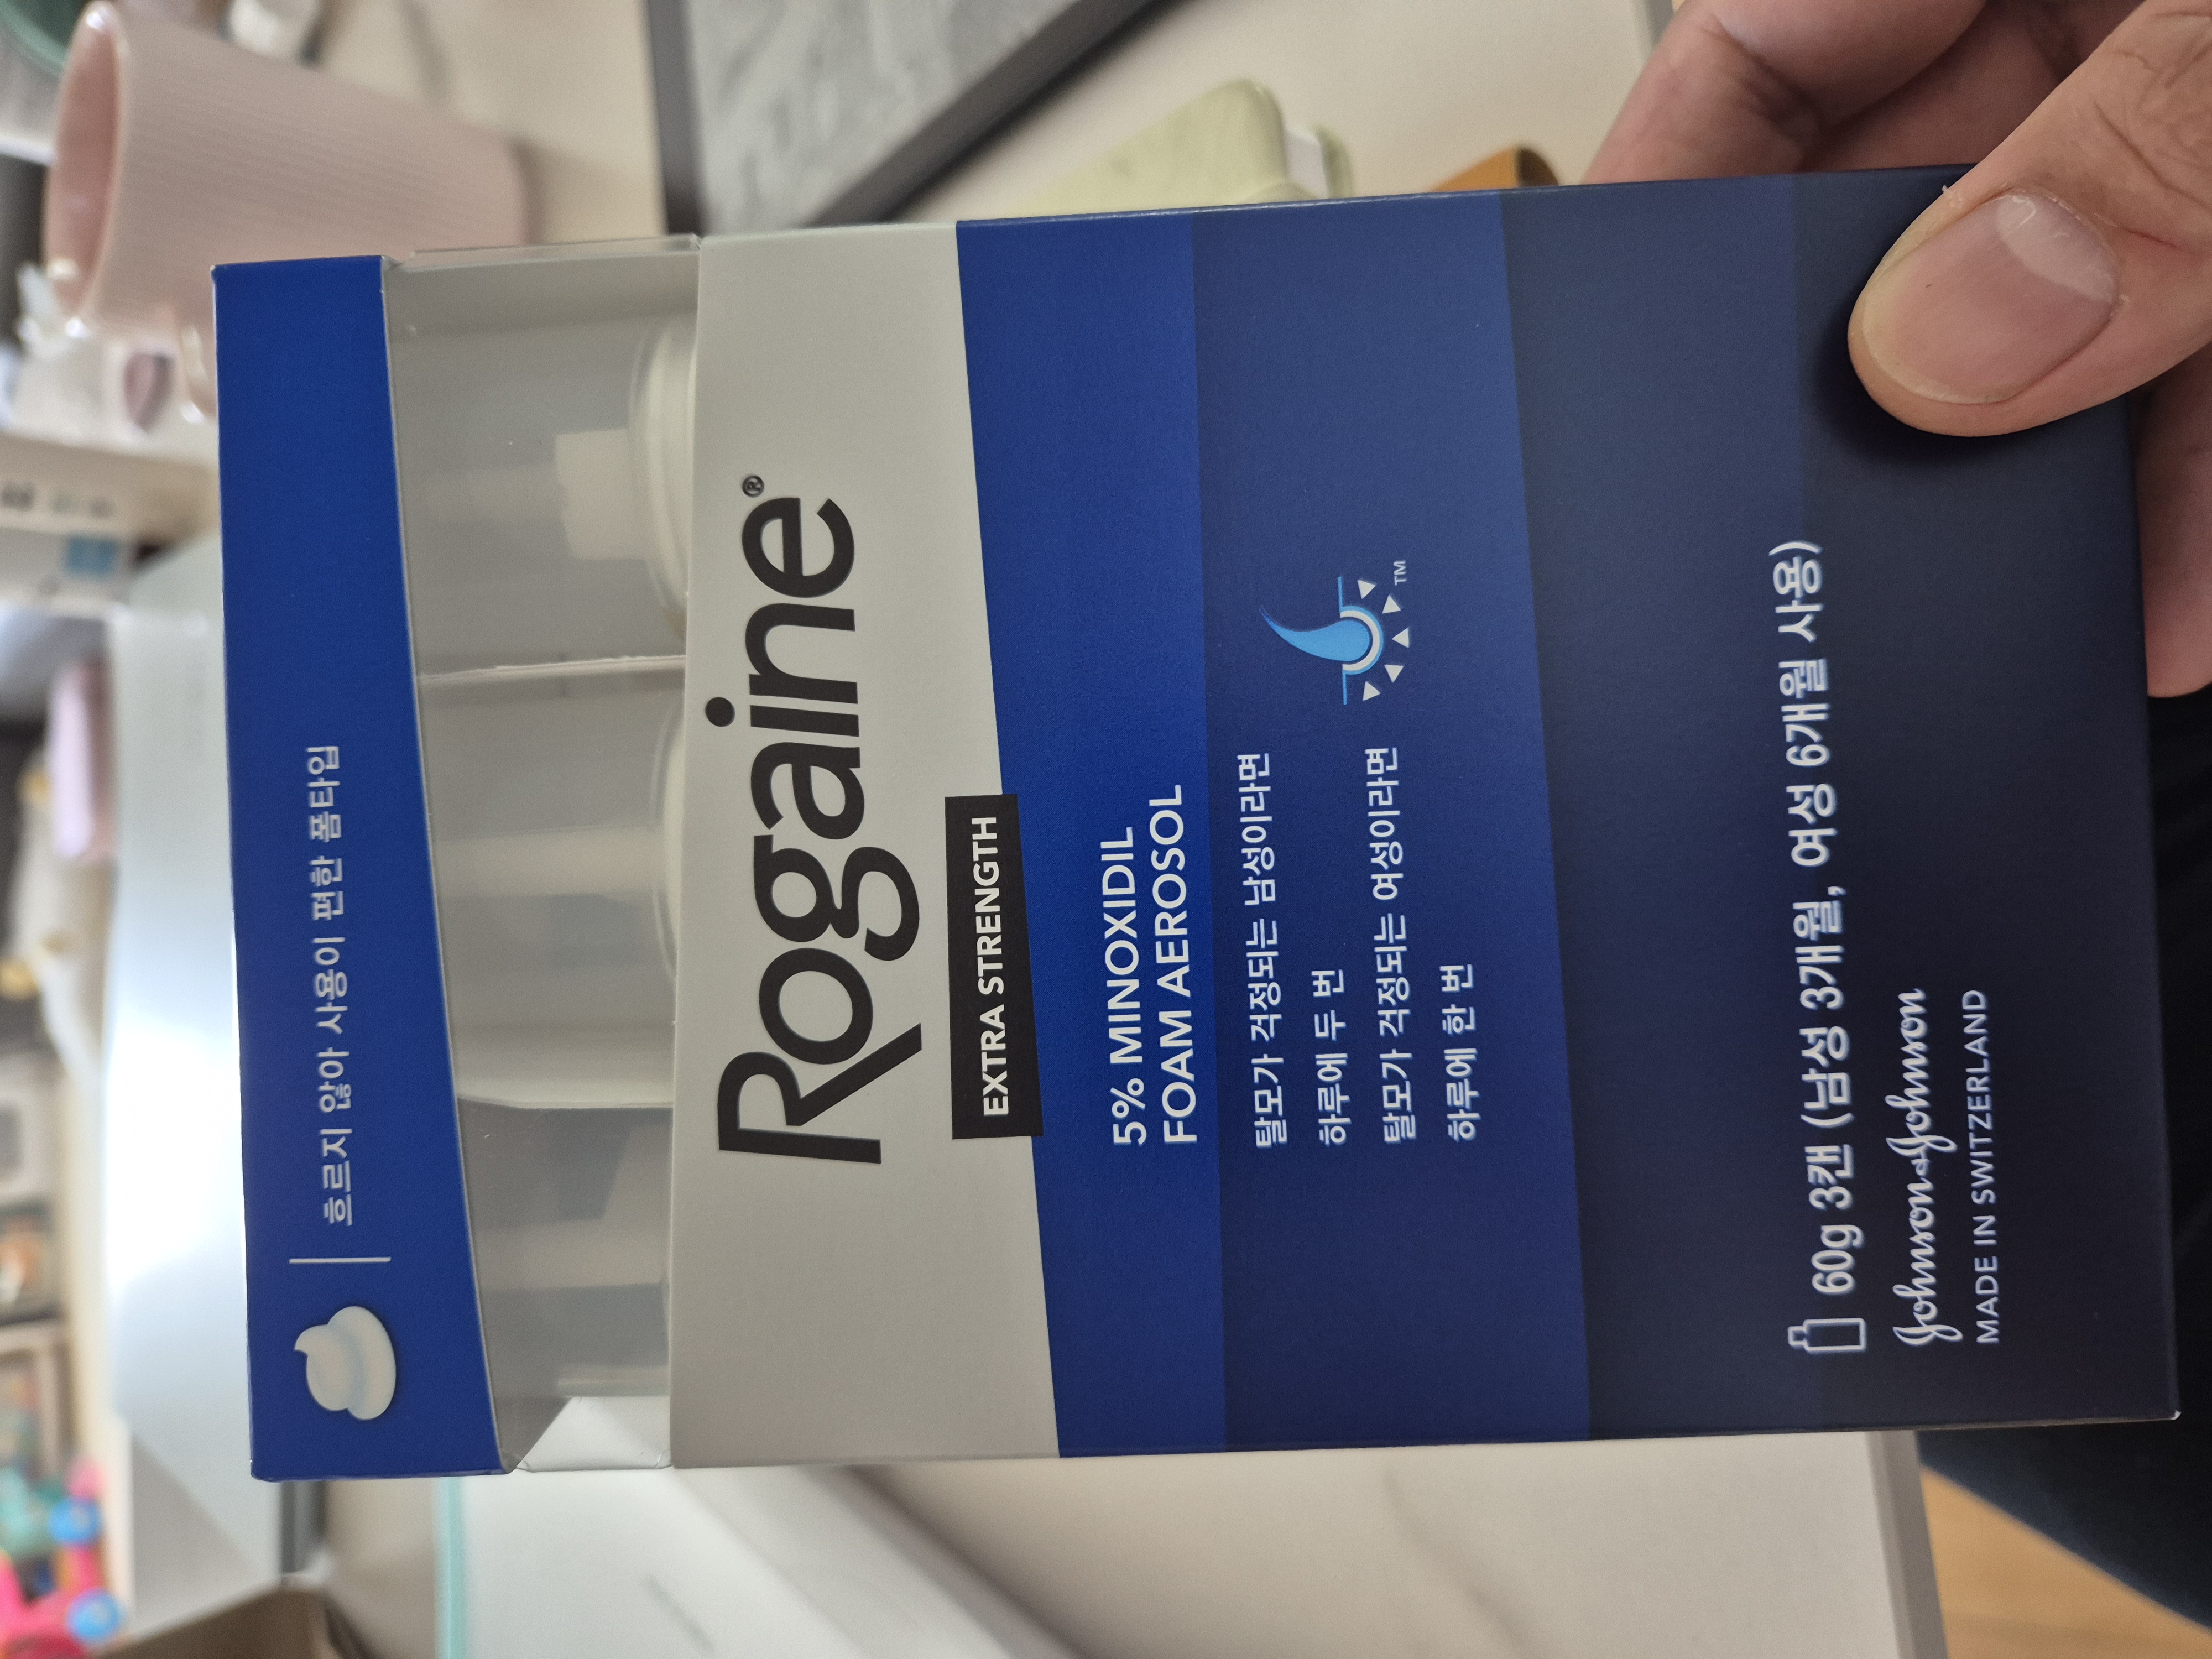 흐르지 않아 사용이 편한 폼타입
Rogaine®
EXTRA STRENGTH
5% MINOXIDIL
FOAM AEROSOL
탈모가 걱정되는 남성이라면
하루에 두 번
탈모가 걱정되는 여성이라면
하루에 한 번
TM
60g 3캔 (남성 3개월, 여성 6개월 사용)
Johnson & Johnson
MADE IN SWITZERLAND